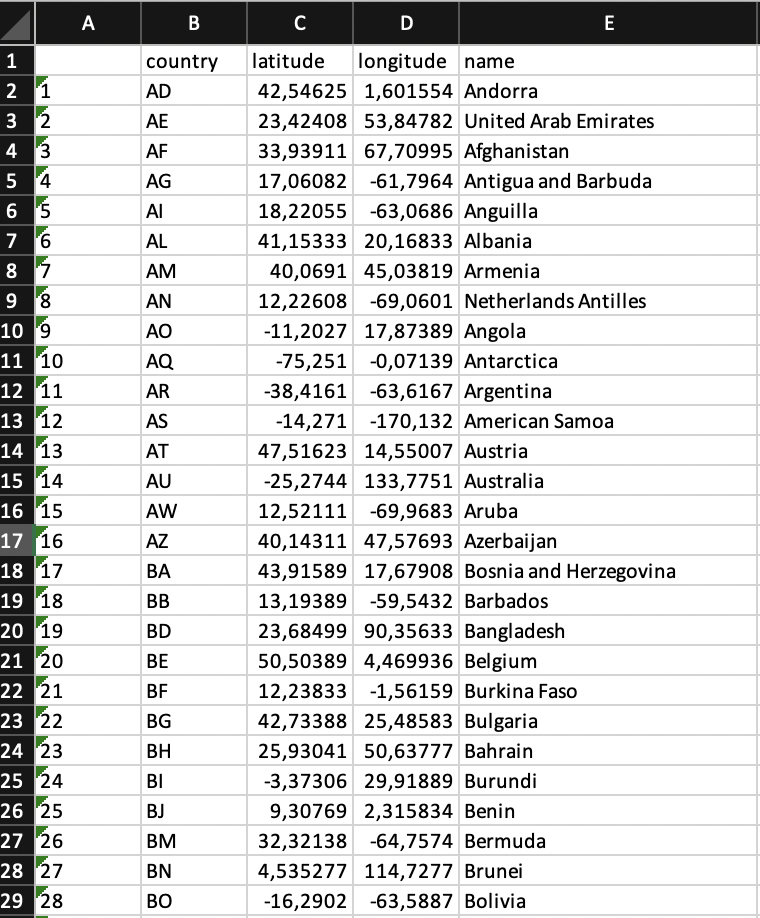 A B C D E
1 country latitude longitude name
2 1 AD 42,54625 1,601554 Andorra
3 2 AE 23,42408 53,84782 United Arab Emirates
4 3 AF 33,93911 67,70995 Afghanistan
5 4 AG 17,06082 -61,7964 Antigua and Barbuda
6 5 AI 18,22055 -63,0686 Anguilla
7 6 AL 41,15333 20,16833 Albania
8 7 AM 40,0691 45,03819 Armenia
9 8 AN 12,22608 -69,0601 Netherlands Antilles
10 9 AO -11,2027 17,87389 Angola
11 10 AQ -75,251 -0,07139 Antarctica
12 11 AR -38,4161 -63,6167 Argentina
13 12 AS -14,271 -170,132 American Samoa
14 13 AT 47,51623 14,55007 Austria
15 14 AU -25,2744 133,7751 Australia
16 15 AW 12,52111 -69,9683 Aruba
17 16 AZ 40,14311 47,57693 Azerbaijan
18 17 BA 43,91589 17,67908 Bosnia and Herzegovina
19 18 BB 13,19389 -59,5432 Barbados
20 19 BD 23,68499 90,35633 Bangladesh
21 20 BE 50,50389 4,469936 Belgium
22 21 BF 12,23833 -1,56159 Burkina Faso
23 22 BG 42,73388 25,48583 Bulgaria
24 23 BH 25,93041 50,63777 Bahrain
25 24 BI -3,37306 29,91889 Burundi
26 25 BJ 9,30769 2,315834 Benin
27 26 BM 32,32138 -64,7574 Bermuda
28 27 BN 4,535277 114,7277 Brunei
29 28 BO -16,2902 -63,5887 Bolivia